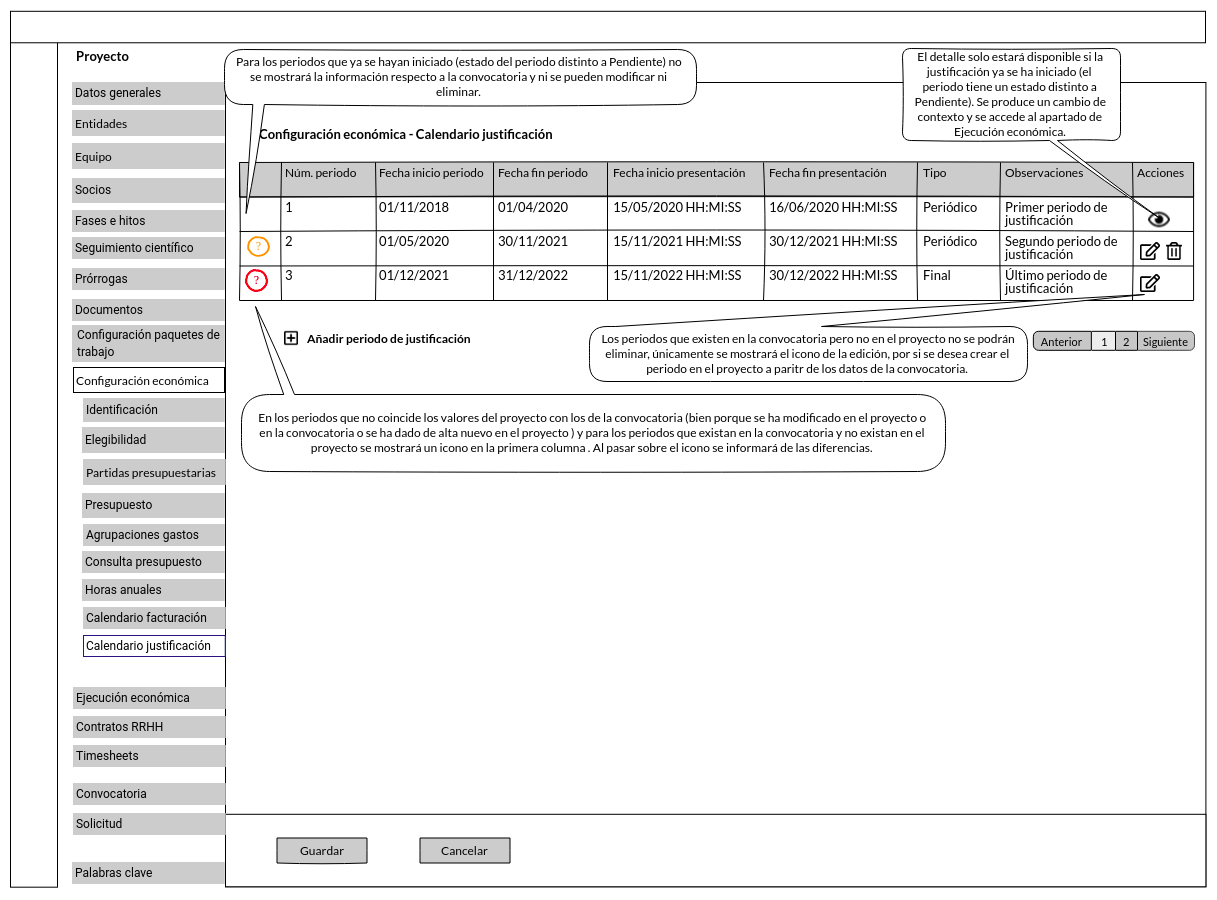 Proyecto
Para los periodos que ya se hayan iniciado (estado del periodo distinto a Pendiente) no
se mostrará la información respecto a la convocatoria y ni se pueden modificar ni
eliminar.
El detalle solo estará disponible si la
justificación ya se ha iniciado (el
periodo tiene un estado distinto a
Pendiente). Se produce un cambio de
contexto y se accede al apartado de
Ejecución económica.
Datos generales
Entidades
Equipo
Socios
Fases e hitos
Seguimiento científico
Prórrogas
Documentos
Configuración paquetes de
trabajo
Configuración económica
Identificación
Elegibilidad
Partidas presupuestarias
Presupuesto
Agrupaciones gastos
Consulta presupuesto
Horas anuales
Calendario facturación
Calendario justificación
Ejecución económica
Contratos RRHH
Timesheets
Convocatoria
Solicitud
Palabras clave
Configuración económica - Calendario justificación
Núm. periodo Fecha inicio periodo Fecha fin periodo Fecha inicio presentación Fecha fin presentación Tipo Observaciones Acciones
1 01/11/2018 01/04/2020 15/05/2020 HH:MI:SS 16/06/2020 HH:MI:SS Periódico Primer periodo de
justificación
? 2 01/05/2020 30/11/2021 15/11/2021 HH:MI:SS 30/12/2021 HH:MI:SS Periódico Segundo periodo de
justificación
? 3 01/12/2021 31/12/2022 15/11/2022 HH:MI:SS 30/12/2022 HH:MI:SS Final Último periodo de
justificación
Añadir periodo de justificación
Los periodos que existen en la convocatoria pero no en el proyecto no se podrán
eliminar, únicamente se mostrará el icono de la edición, por si se desea crear el
periodo en el proyecto a paritr de los datos de la convocatoria.
Anterior 1 2 Siguiente
En los periodos que no coincide los valores del proyecto con los de la convocatoria (bien porque se ha modificado en el proyecto o
en la convocatoria o se ha dado de alta nuevo en el proyecto ) y para los periodos que existan en la convocatoria y no existan en el
proyecto se mostrará un icono en la primera columna . Al pasar sobre el icono se informará de las diferencias.
Guardar Cancelar